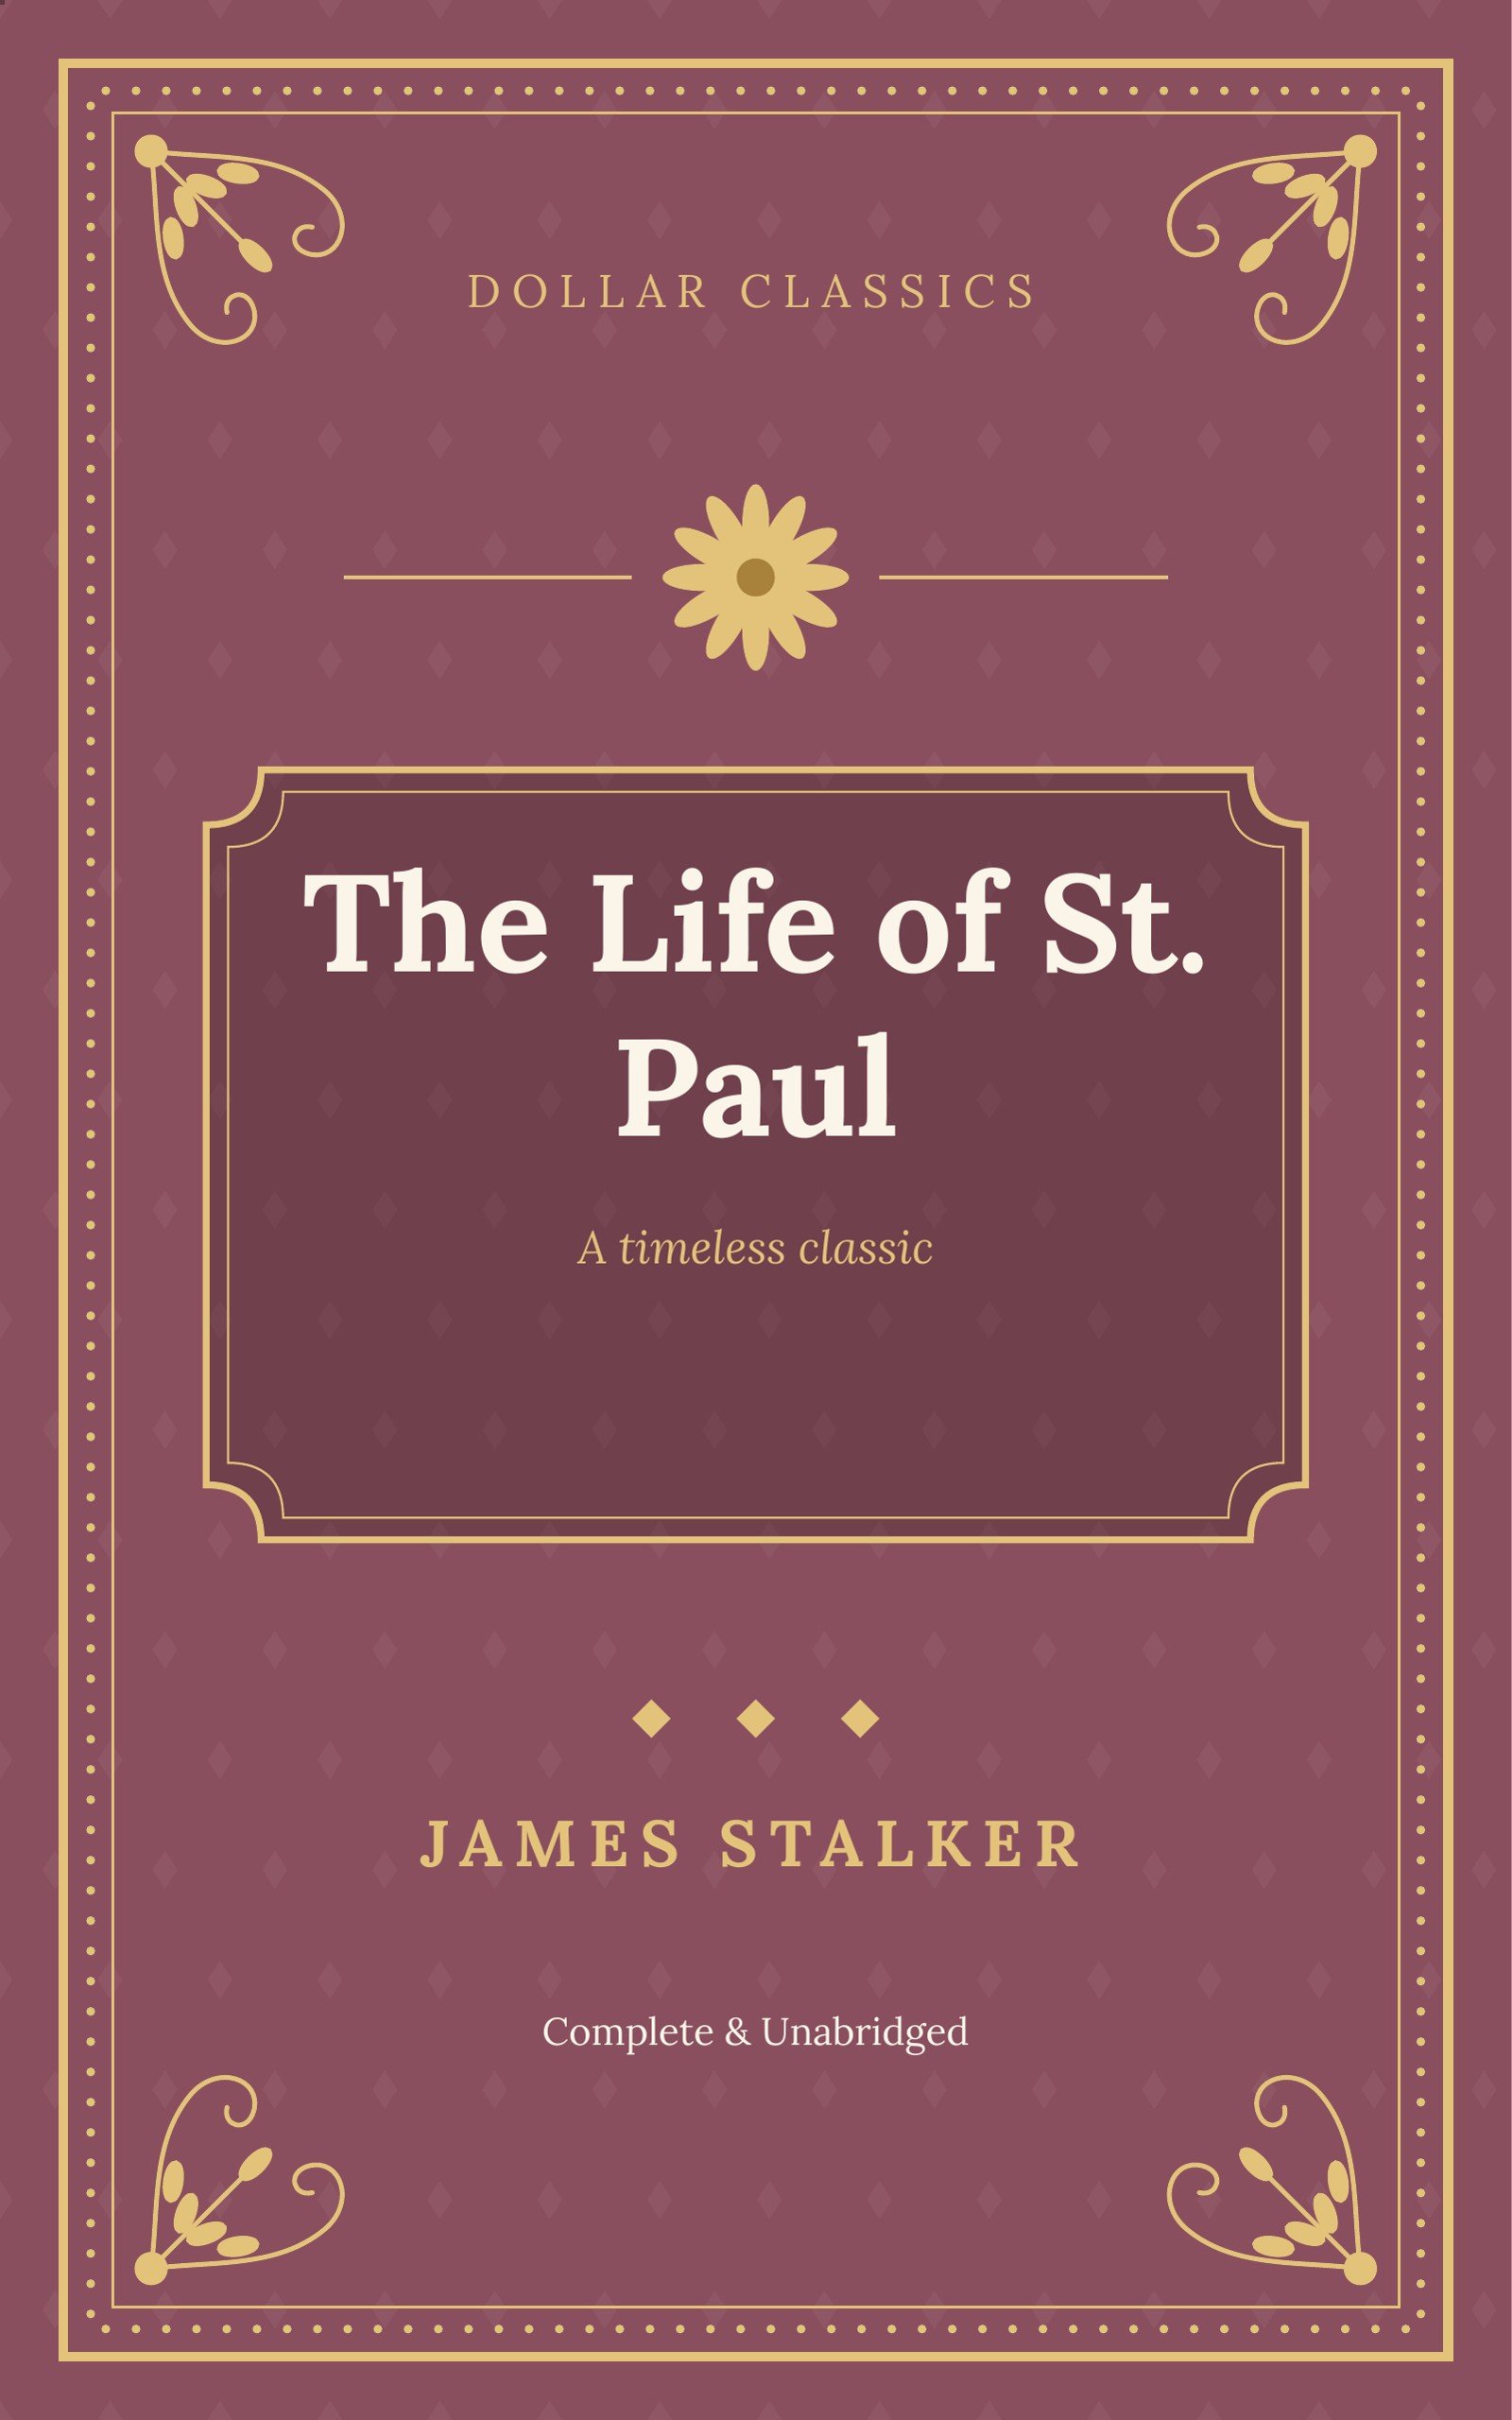 DOLLAR CLASSICS
The Life of St.
Paul
A timeless classic
JAMES STALKER
Complete & Unabridged